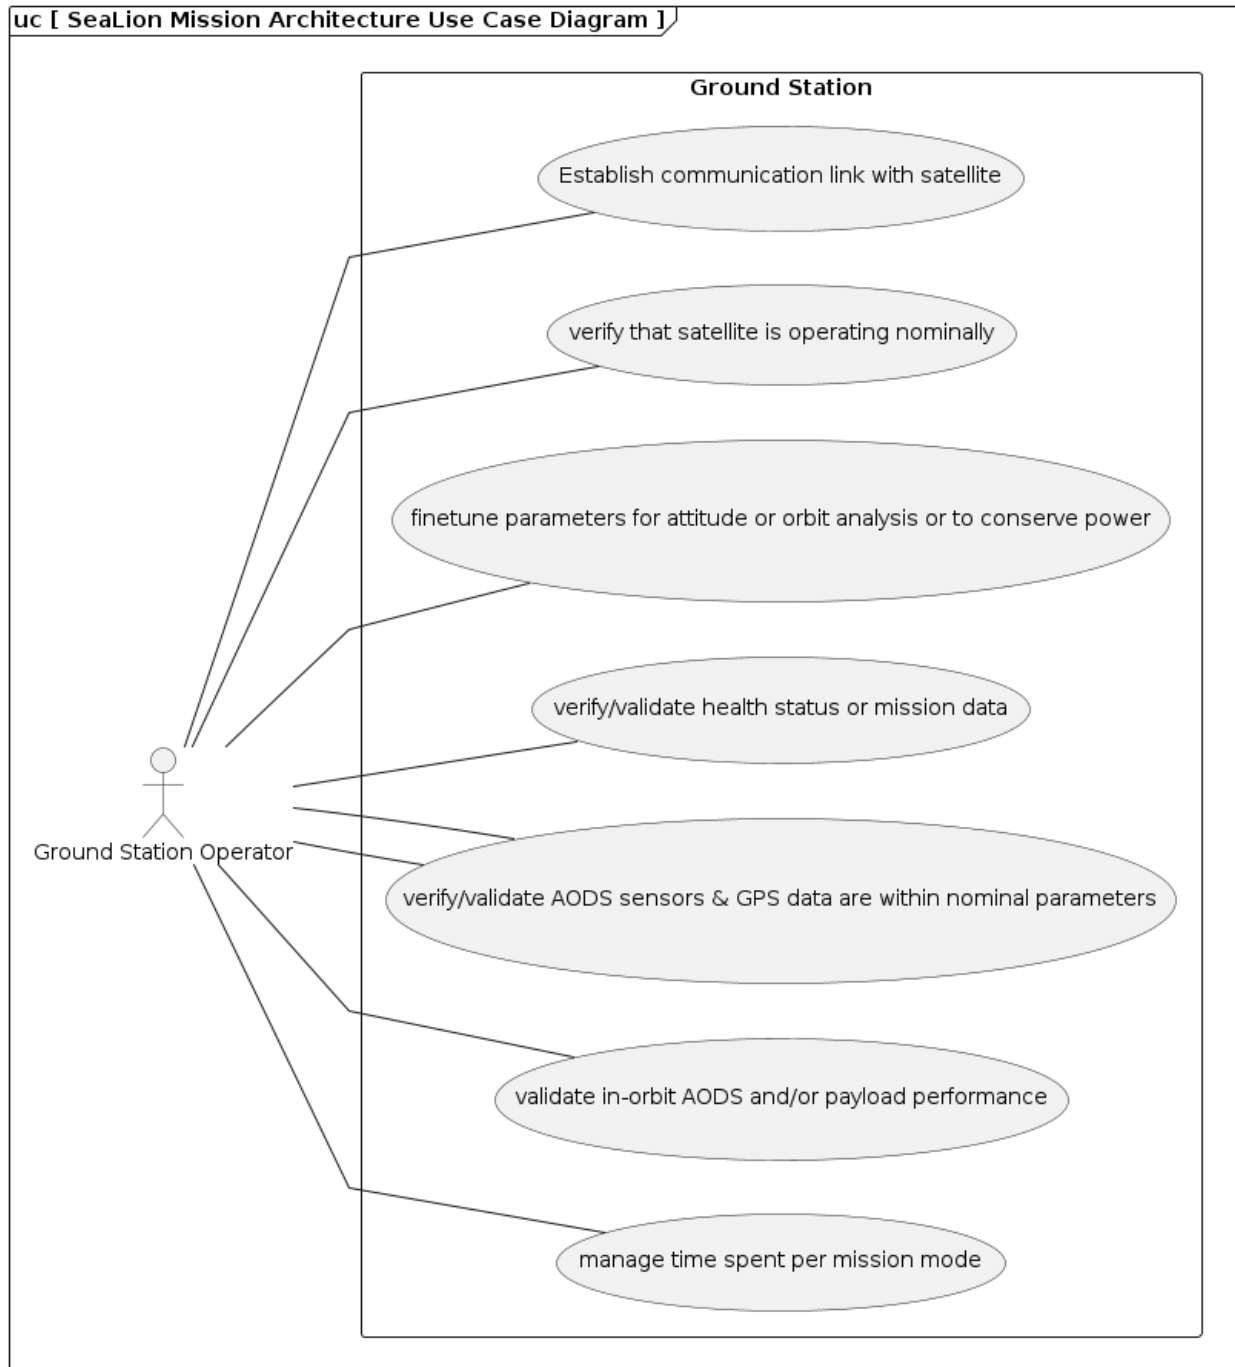 uc [ SeaLion Mission Architecture Use Case Diagram ]
Ground Station
Establish communication link with satellite
verify that satellite is operating nominally
finetune parameters for attitude or orbit analysis or to conserve power
verify/validate health status or mission data
Ground Station Operator
verify/validate AODS sensors & GPS data are within nominal parameters
validate in-orbit AODS and/or payload performance
manage time spent per mission mode